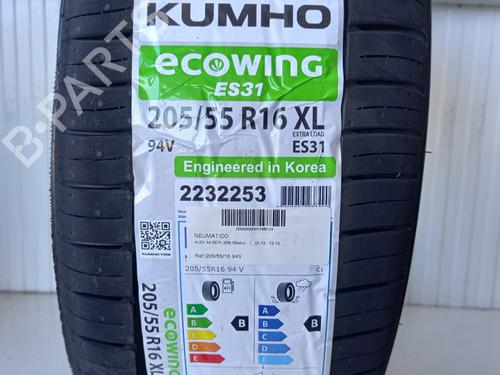 KUMHO
ecowing
ES31
205/55 R16 XL
EXTRA LOAD
94V
ES31
Engineered in Korea
2232253
NEUMATICO
Ref:205/55/16 94V
KUMHO TIRE
205/55R16 94 V
C1
A
B
C
D
E
B
A
B
C
D
E
B
205/55 R16 XL
ecowing
B-PARTS